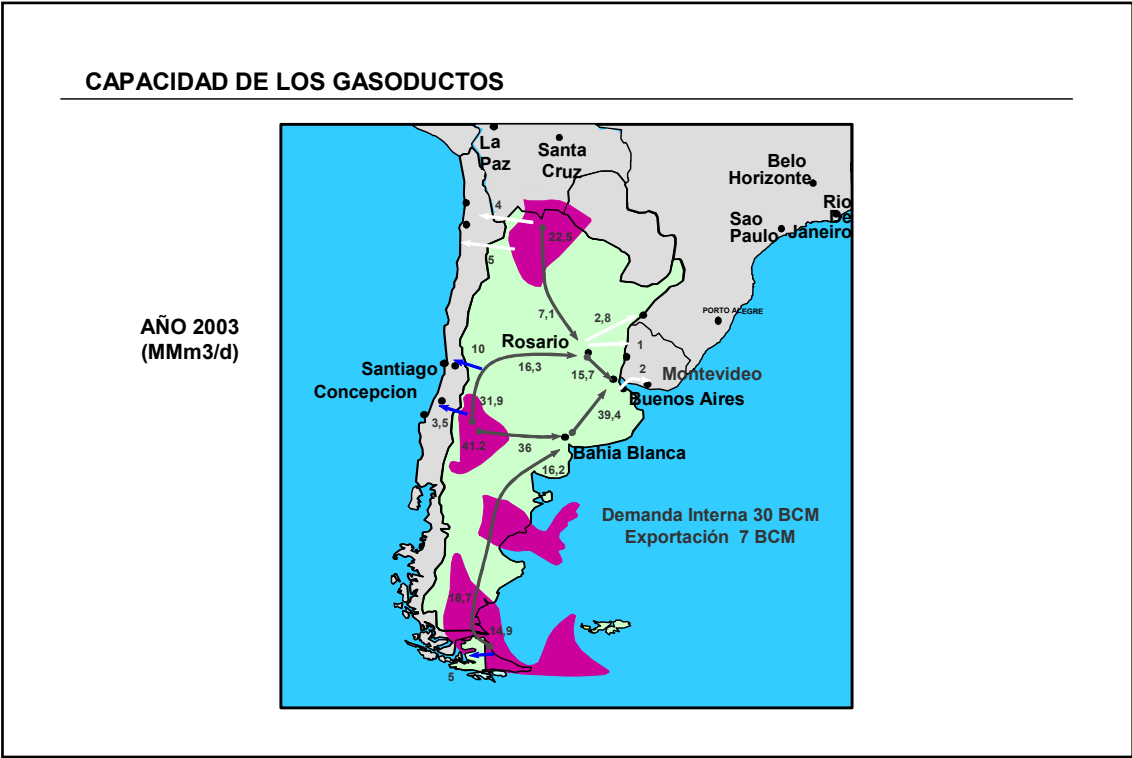 CAPACIDAD DE LOS GASODUCTOS
La
Paz
Santa
Cruz
Belo
Horizonte
Rio
De
Janeiro
Sao
Paulo
4
22,5
5
AÑO 2003
(MMm3/d)
7,1
2,8
PORTO ALEGRE
Rosario
1
10
16,3
15,7
2
Santiago
Montevideo
Concepcion
31,9
Buenos Aires
39,4
3,5
41.2
36
Bahia Blanca
16,2
Demanda Interna 30 BCM
Exportación 7 BCM
18,7
14,9
5